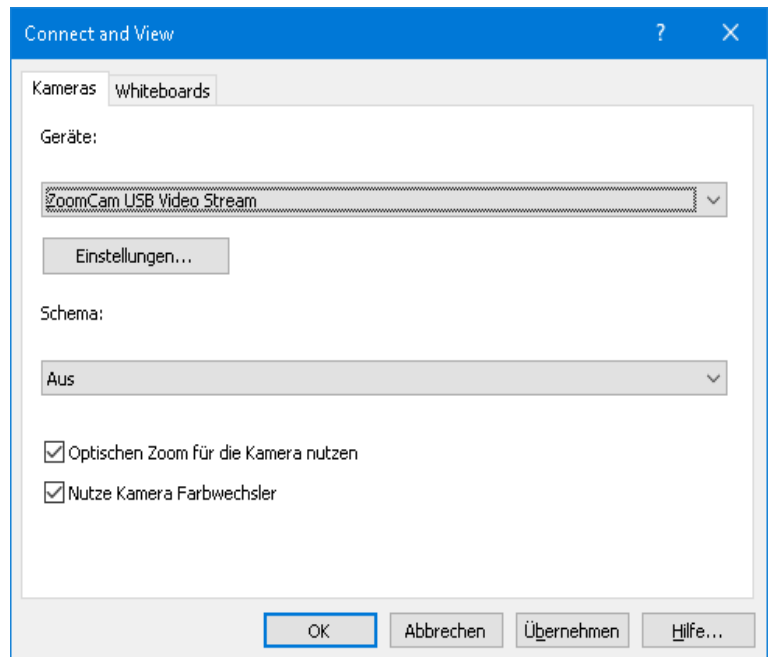 Connect and View
Kameras Whiteboards
Geräte:
ZoomCam USB Video Stream
Einstellungen...
Schema:
Aus
Optischen Zoom für die Kamera nutzen
Nutze Kamera Farbwechsler
OK Abbrechen Übernehmen Hilfe...